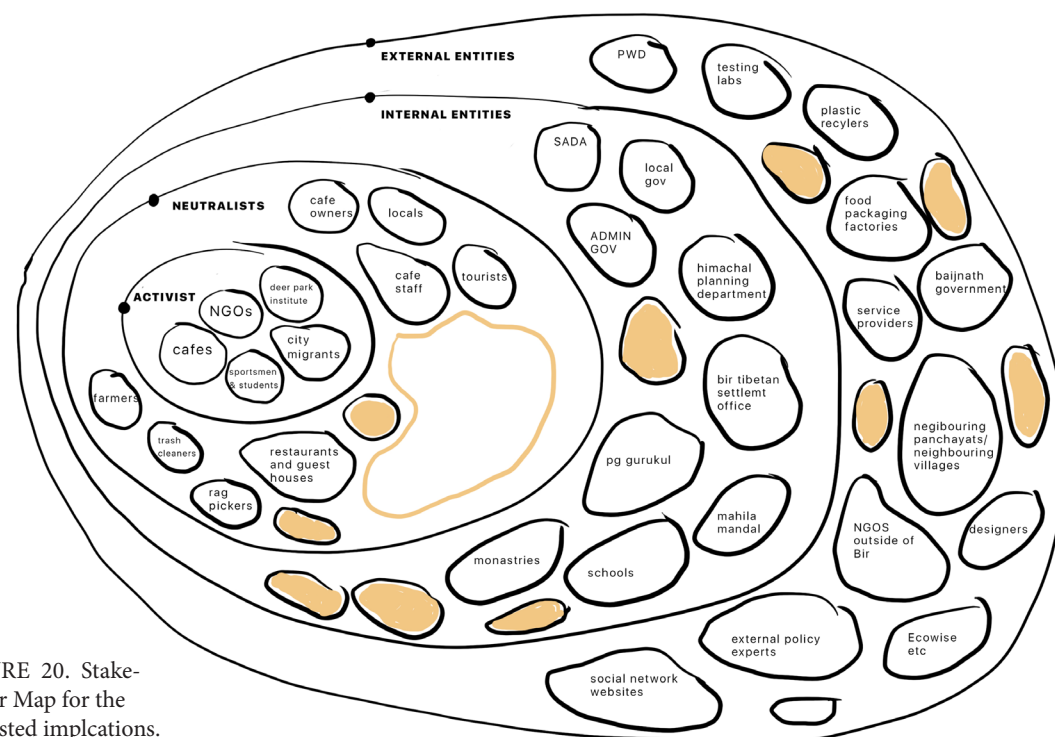 EXTERNAL ENTITIES
INTERNAL ENTITIES
NEUTRALISTS
ACTIVIST
PWD
testing
labs
plastic
recylers
food
packaging
factories
baijnath
government
service
providers
negibouring
panchayats/
neighbouring
villages
NGOS
outside of
Bir
designers
external policy
experts
Ecowise
etc
social network
websites
SADA
local
gov
ADMIN
GOV
himachal
planning
department
bir tibetan
settlemt
office
pg gurukul
mahila
mandal
schools
monastries
cafe
owners
locals
cafe
staff
tourists
farmers
trash
cleaners
rag
pickers
restaurants
and guest
houses
deer park
institute
NGOs
cafes
city
migrants
sportsmen
& students
RE 20. Stake-
r Map for the
sted implcations.